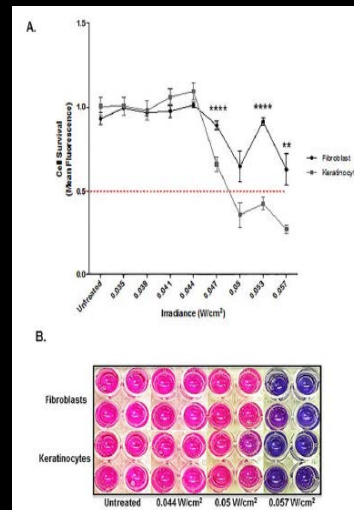 A.
Cell Survival
(Mean Fluorescence)
1.5
1.0
0.5
0.0
****
****
**
Fibroblast
Keratinocyte
Untreated
0.035
0.039
0.041
0.044
0.047
0.05
0.053
0.057
Irradiance (W/cm²)
B.
Fibroblasts
Keratinocytes
Untreated 0.044 W/cm² 0.05 W/cm² 0.057 W/cm²